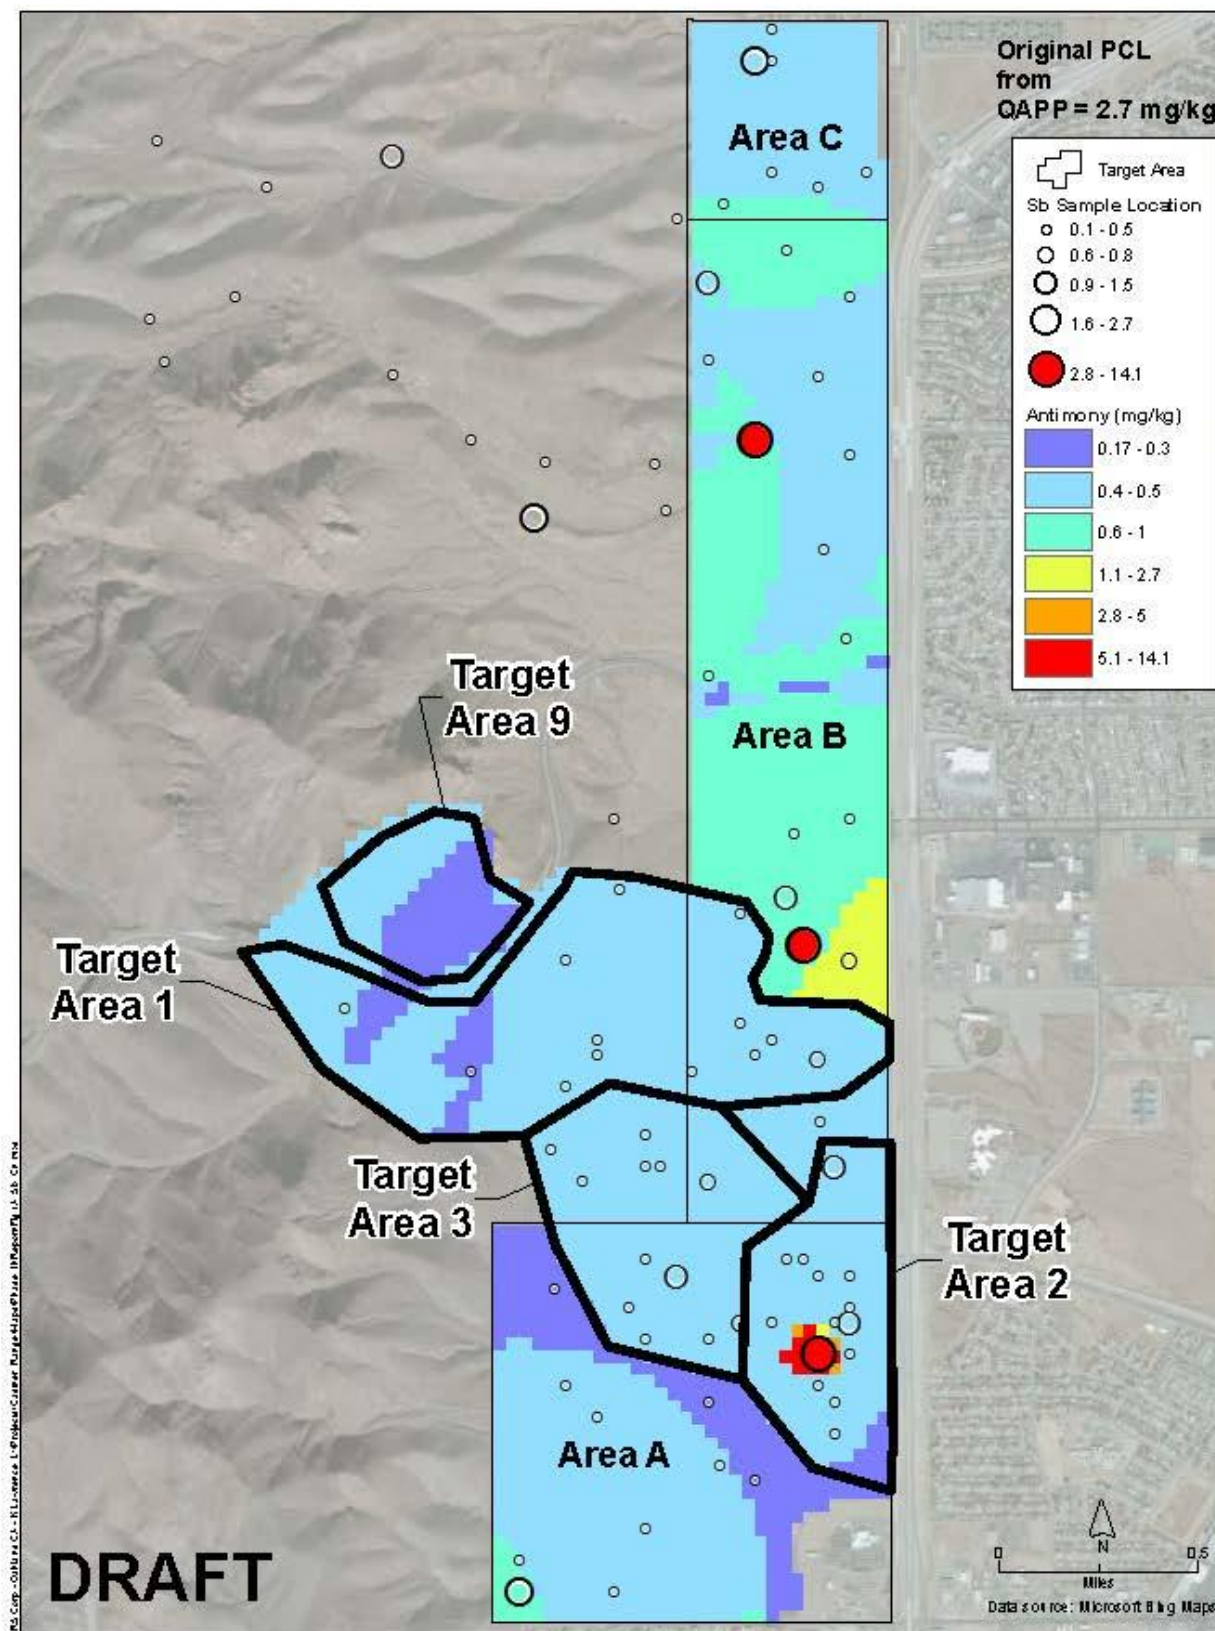 Original PCL
from
QAPP = 2.7 mg/kg
Target Area
Sb Sample Location
0.1 - 0.5
0.6 - 0.8
0.9 - 1.5
1.6 - 2.7
2.8 - 14.1
Antimony (mg/kg)
0.17 - 0.3
0.4 - 0.5
0.6 - 1
1.1 - 2.7
2.8 - 5
5.1 - 14.1
Area C
Target
Area 9
Area B
Target
Area 1
Target
Area 3
Target
Area 2
Area A
DRAFT
N
0 0.5
Miles
Data source: Microsoft Bing Maps